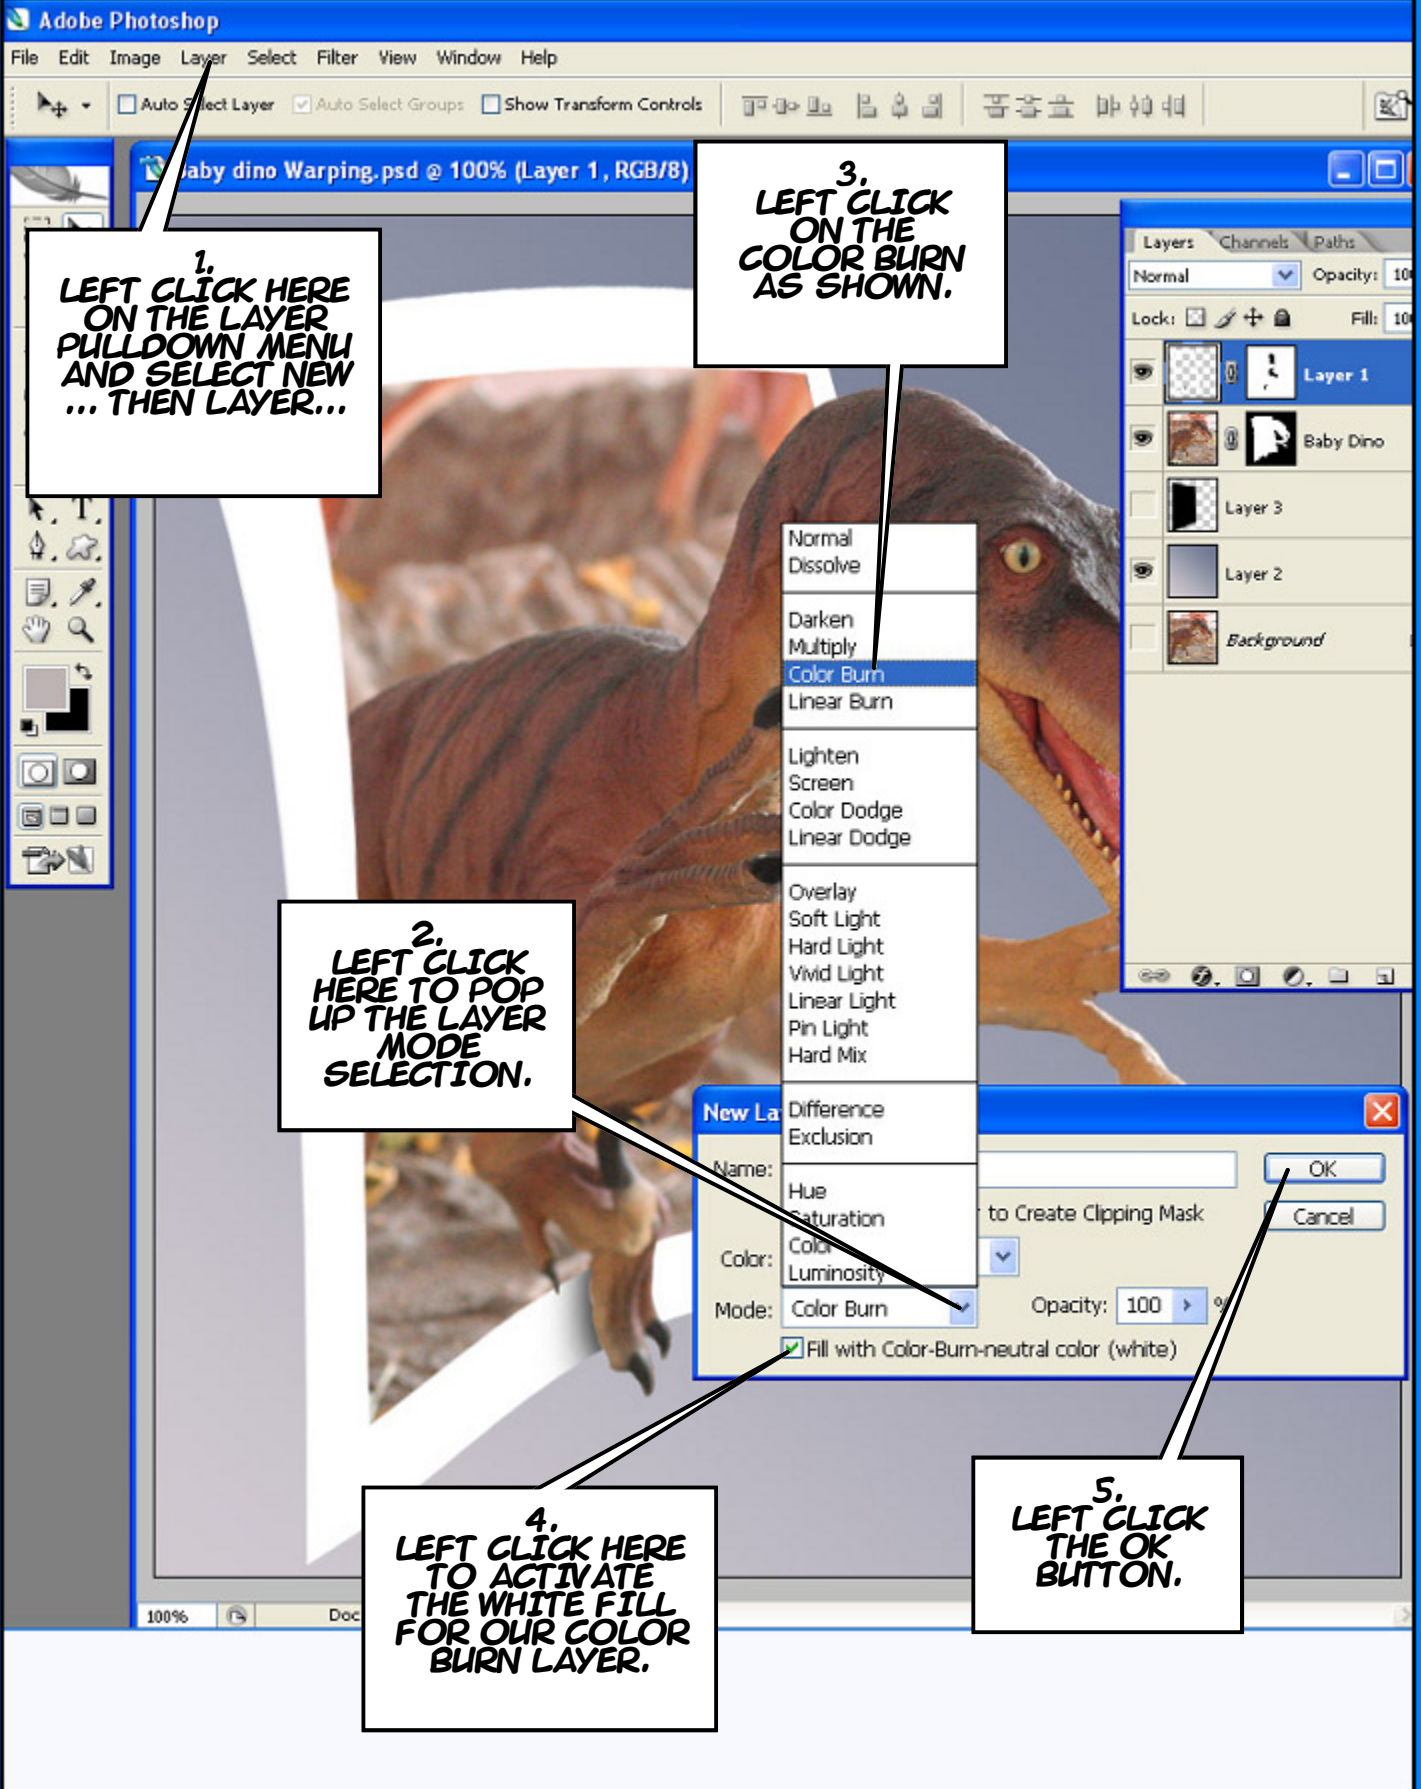 Adobe Photoshop
File Edit Image Layer Select Filter View Window Help
Auto Select Layer Auto Select Groups Show Transform Controls
aby dino Warping.psd @ 100% (Layer 1, RGB/8)
1.
LEFT CLICK HERE
ON THE LAYER
PULLDOWN MENU
AND SELECT NEW
... THEN LAYER...
3.
LEFT CLICK
ON THE
COLOR BURN
AS SHOWN.
Layers Channels Paths
Normal Opacity: 10
Lock: Fill: 10
Layer 1
Baby Dino
Layer 3
Layer 2
Background
Normal
Dissolve
Darken
Multiply
Color Burn
Linear Burn
Lighten
Screen
Color Dodge
Linear Dodge
Overlay
Soft Light
Hard Light
Vivid Light
Linear Light
Pin Light
Hard Mix
Difference
Exclusion
Hue
Saturation
Color
Luminosity
2.
LEFT CLICK
HERE TO POP
UP THE LAYER
MODE
SELECTION.
New La
Name: OK
to Create Clipping Mask Cancel
Color:
Mode: Color Burn Opacity: 100 %
Fill with Color-Burn-neutral color (white)
4.
LEFT CLICK HERE
TO ACTIVATE
THE WHITE FILL
FOR OUR COLOR
BURN LAYER.
5.
LEFT CLICK
THE OK
BUTTON.
100% Doc